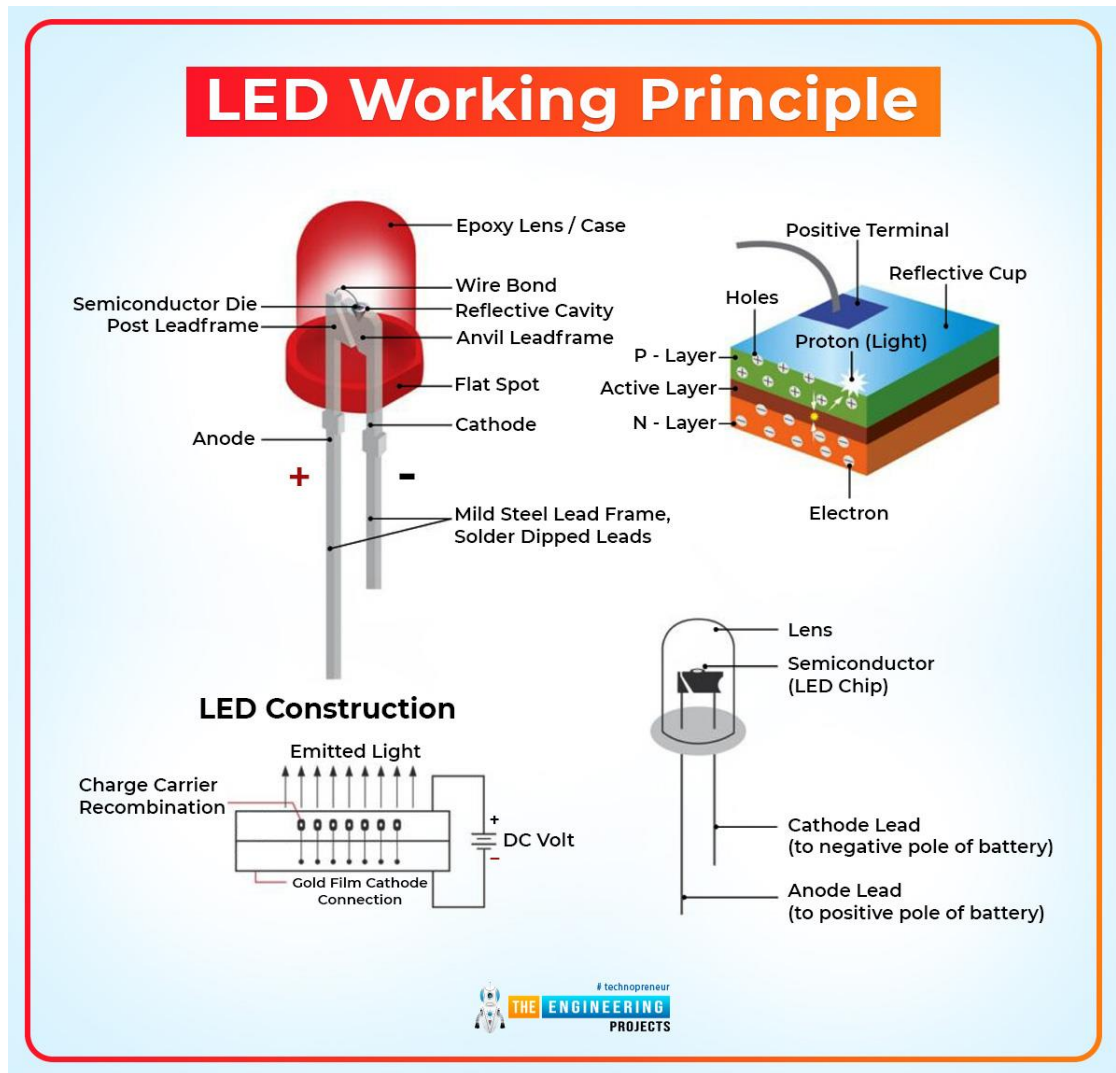 LED Working Principle
Epoxy Lens / Case
Wire Bond
Semiconductor Die
Reflective Cavity
Post Leadframe
Anvil Leadframe
Flat Spot
Cathode
Anode
+
-
Mild Steel Lead Frame,
Solder Dipped Leads
Positive Terminal
Reflective Cup
Holes
Proton (Light)
P - Layer
Active Layer
N - Layer
Electron
LED Construction
Emitted Light
Charge Carrier
Recombination
+
DC Volt
−
Gold Film Cathode
Connection
Lens
Semiconductor
(LED Chip)
Cathode Lead
(to negative pole of battery)
Anode Lead
(to positive pole of battery)
# technopreneur
THE ENGINEERING
PROJECTS